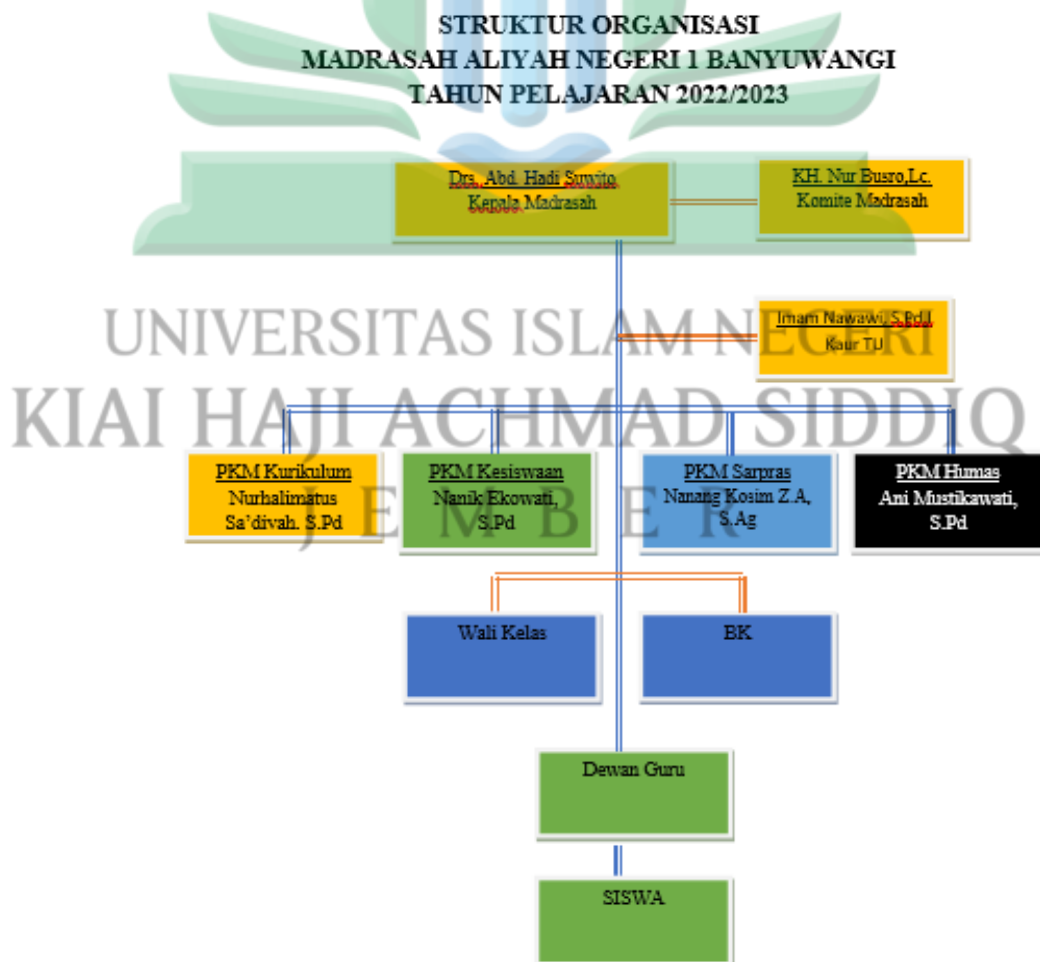 STRUKTUR ORGANISASI
MADRASAH ALIYAH NEGERI 1 BANYUWANGI
TAHUN PELAJARAN 2022/2023
Drs. Abd. Hadi Suwito
Kepala Madrasah
KH. Nur Busro,Lc.
Komite Madrasah
Imam Nawawi, S.Pd.I
Kaur TU
UNIVERSITAS ISLAM NEGERI
KIAI HAJI ACHMAD SIDDIQ
JEMBER
PKM Kurikulum
Nurhalimatus
Sa'diyah. S.Pd
PKM Kesiswaan
Nanik Ekowati,
S.Pd
PKM Sarpras
Nanang Kosim Z.A,
S.Ag
PKM Humas
Ani Mustikawati,
S.Pd
Wali Kelas
BK
Dewan Guru
SISWA